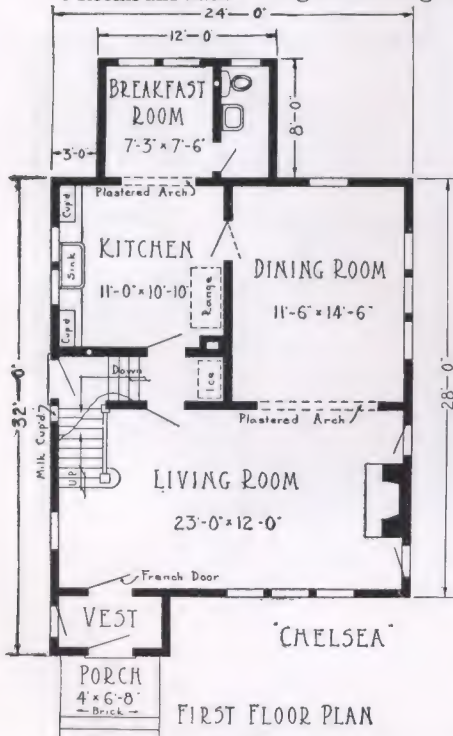 24'-0"
12'-0"
BREAKFAST
ROOM
7'-3" x 7'-6"
8'-0"
3'-0"
Plastered Arch
Cup'd
KITCHEN
11'-0" x 10'-10"
Sink
Range
Cup'd
DINING ROOM
11'-6" x 14'-6"
Down
Ice
32'-0"
28'-0"
Milk Cup'd
Plastered Arch
UP
LIVING ROOM
23'-0" x 12'-0"
French Door
VEST
"CHELSEA"
PORCH
4' x 6'-8"
Brick
FIRST FLOOR PLAN